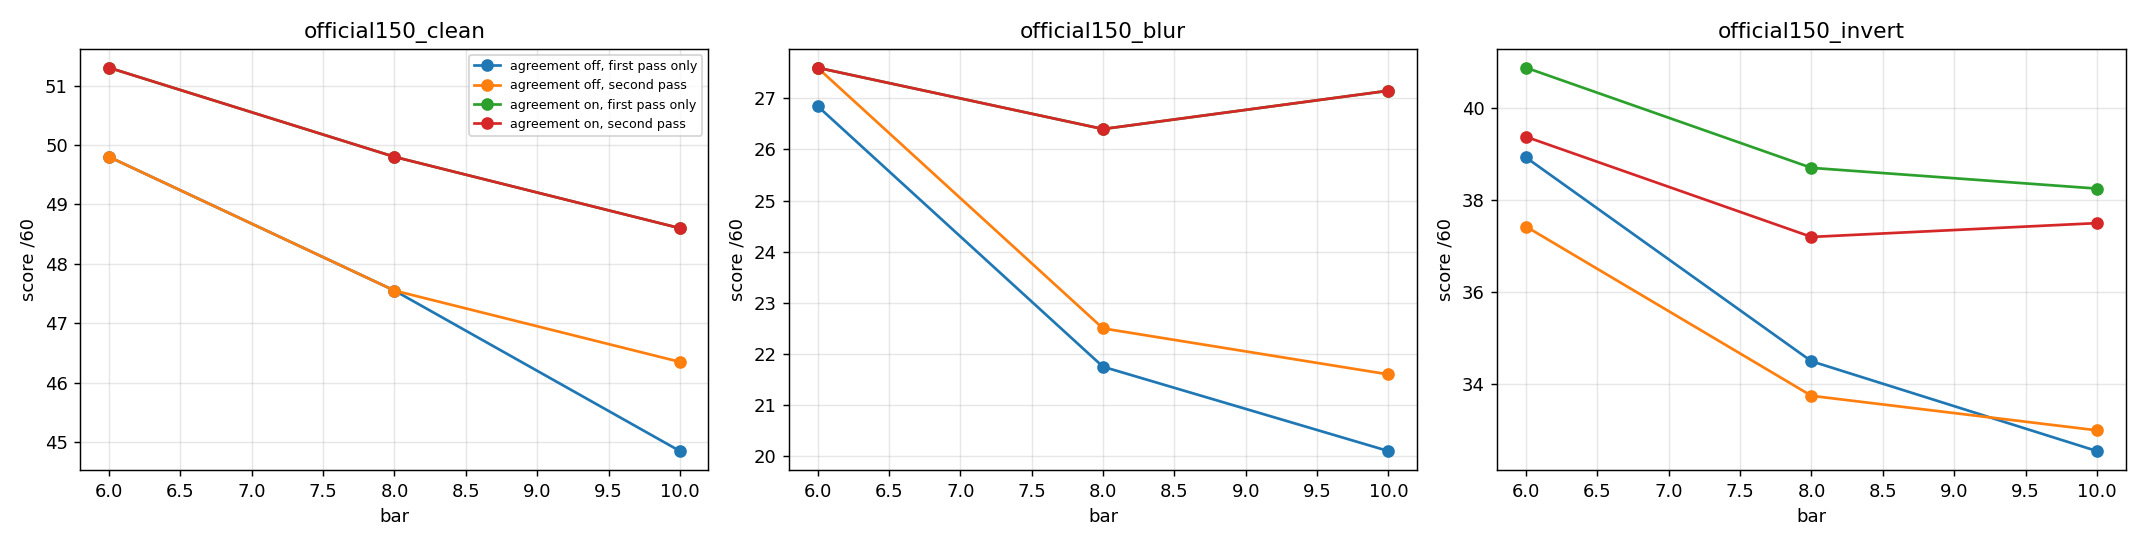 official150_clean
51
50
49
48
47
46
45
score /60
6.0 6.5 7.0 7.5 8.0 8.5 9.0 9.5 10.0
bar
agreement off, first pass only
agreement off, second pass
agreement on, first pass only
agreement on, second pass
official150_blur
27
26
25
24
23
22
21
20
score /60
6.0 6.5 7.0 7.5 8.0 8.5 9.0 9.5 10.0
bar
official150_invert
40
38
36
34
score /60
6.0 6.5 7.0 7.5 8.0 8.5 9.0 9.5 10.0
bar